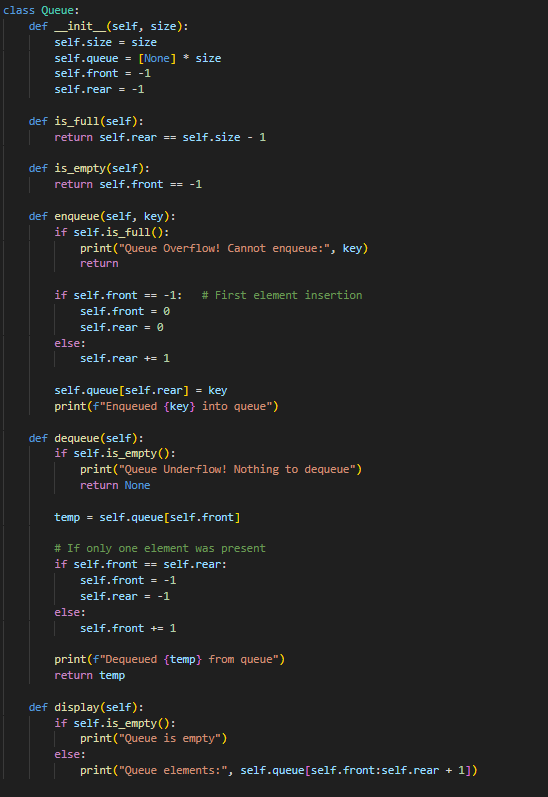 class Queue:
    def __init__(self, size):
        self.size = size
        self.queue = [None] * size
        self.front = -1
        self.rear = -1

    def is_full(self):
        return self.rear == self.size - 1

    def is_empty(self):
        return self.front == -1

    def enqueue(self, key):
        if self.is_full():
            print("Queue Overflow! Cannot enqueue:", key)
            return

        if self.front == -1:   # First element insertion
            self.front = 0
            self.rear = 0
        else:
            self.rear += 1

        self.queue[self.rear] = key
        print(f"Enqueued {key} into queue")

    def dequeue(self):
        if self.is_empty():
            print("Queue Underflow! Nothing to dequeue")
            return None

        temp = self.queue[self.front]

        # If only one element was present
        if self.front == self.rear:
            self.front = -1
            self.rear = -1
        else:
            self.front += 1

        print(f"Dequeued {temp} from queue")
        return temp

    def display(self):
        if self.is_empty():
            print("Queue is empty")
        else:
            print("Queue elements:", self.queue[self.front:self.rear + 1])